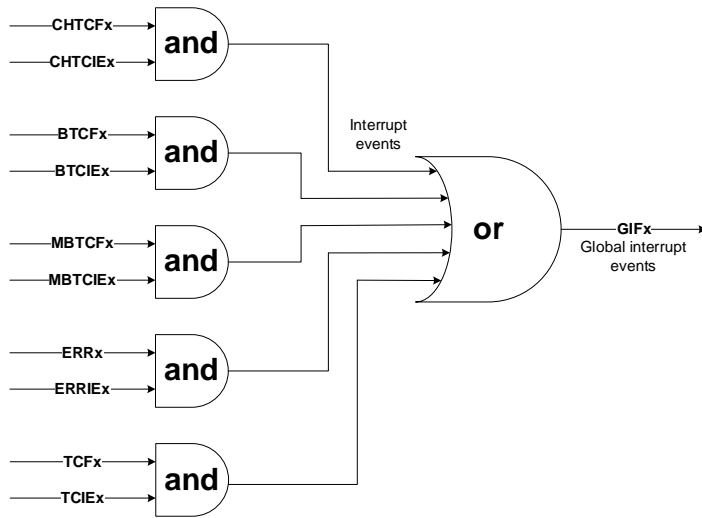 CHTCFx
and
CHTCIEx
BTCFx
and
BTCIEx
Interrupt
events
MBTCFx
and
MBTCIEx
or
GIFx
Global interrupt
events
ERRx
and
ERRIEx
TCFx
and
TCIEx